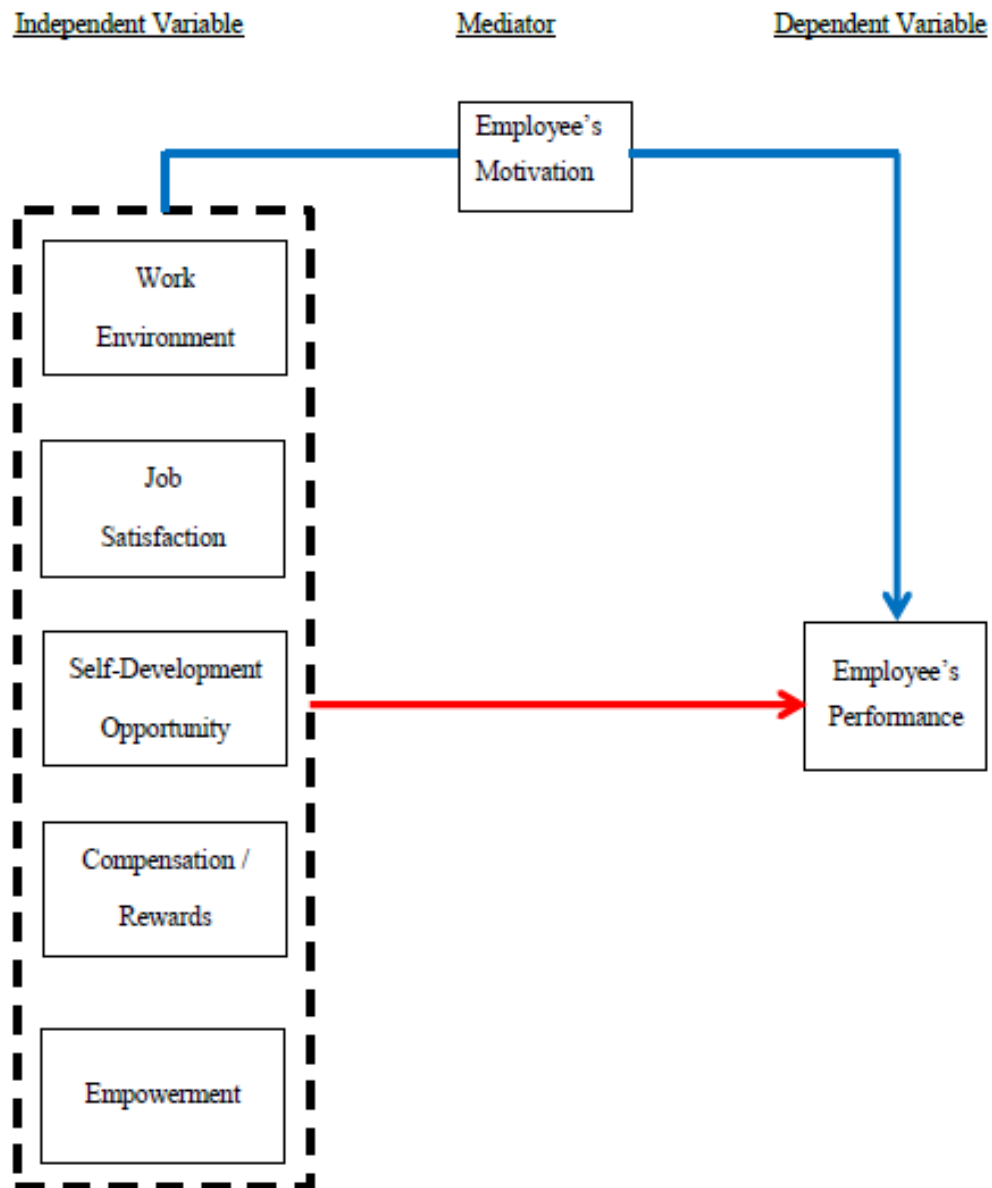 Independent Variable
Mediator
Dependent Variable
Employee’s
Motivation
Work
Environment
Job
Satisfaction
Self-Development
Opportunity
Employee’s
Performance
Compensation /
Rewards
Empowerment